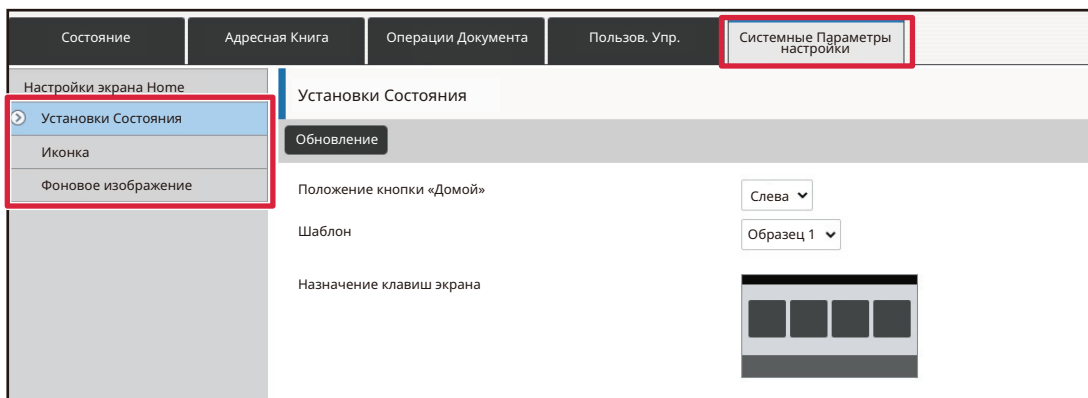 Состояние
Адресная Книга
Операции Документа
Пользов. Упр.
Системные Параметры
настройки
Настройки экрана Home
Установки Состояния
Иконка
Фоновое изображение
Установки Состояния
Обновление
Положение кнопки «Домой»
Слева
Шаблон
Образец 1
Назначение клавиш экрана